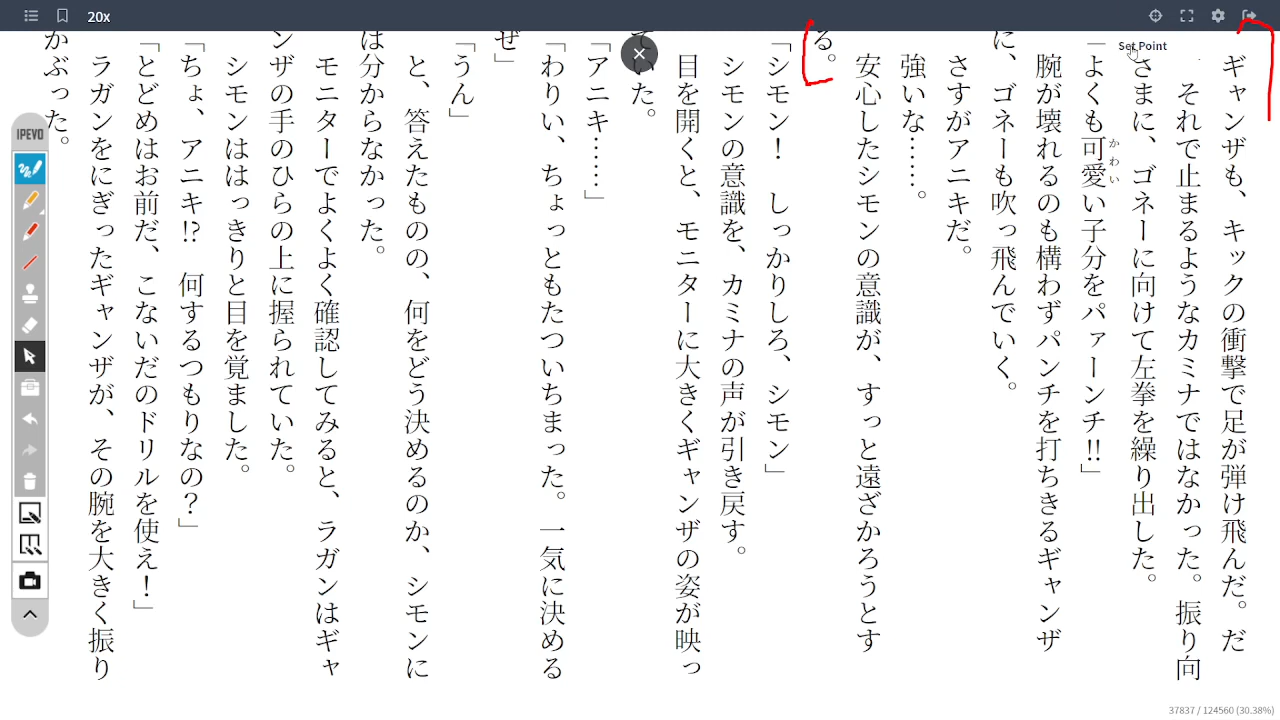 20x
Set Point
IPEVO
ギャンザも、キックの衝撃で足が弾け飛んだ。だ
それで止まるようなカミナではなかった。振り向
さまに、ゴネーに向けて左拳を繰り出した。
「よくも可愛い子分をパァーンチ!!」
かわい
腕が壊れるのも構わずパンチを打ちきるギャンザ
に、ゴネーも吹っ飛んでいく。
さすがアニキだ。
強いな……。
安心したシモンの意識が、すっと遠ざかろうとす
る。
「シモン！　しっかりしろ、シモン」
シモンの意識を、カミナの声が引き戻す。
目を開くと、モニターに大きくギャンザの姿が映っ
ていた。
「アニキ……」
「わりい、ちょっともたついちまった。一気に決める
ぜ」
「うん」
と、答えたものの、何をどう決めるのか、シモンに
は分からなかった。
モニターでよくよく確認してみると、ラガンはギャ
ンザの手のひらの上に握られていた。
シモンははっきりと目を覚ました。
「ちょ、アニキ!?　何するつもりなの？」
「とどめはお前だ、こないだのドリルを使え！」
ラガンをにぎったギャンザが、その腕を大きく振り
かぶった。
37837 / 124560 (30.38%)